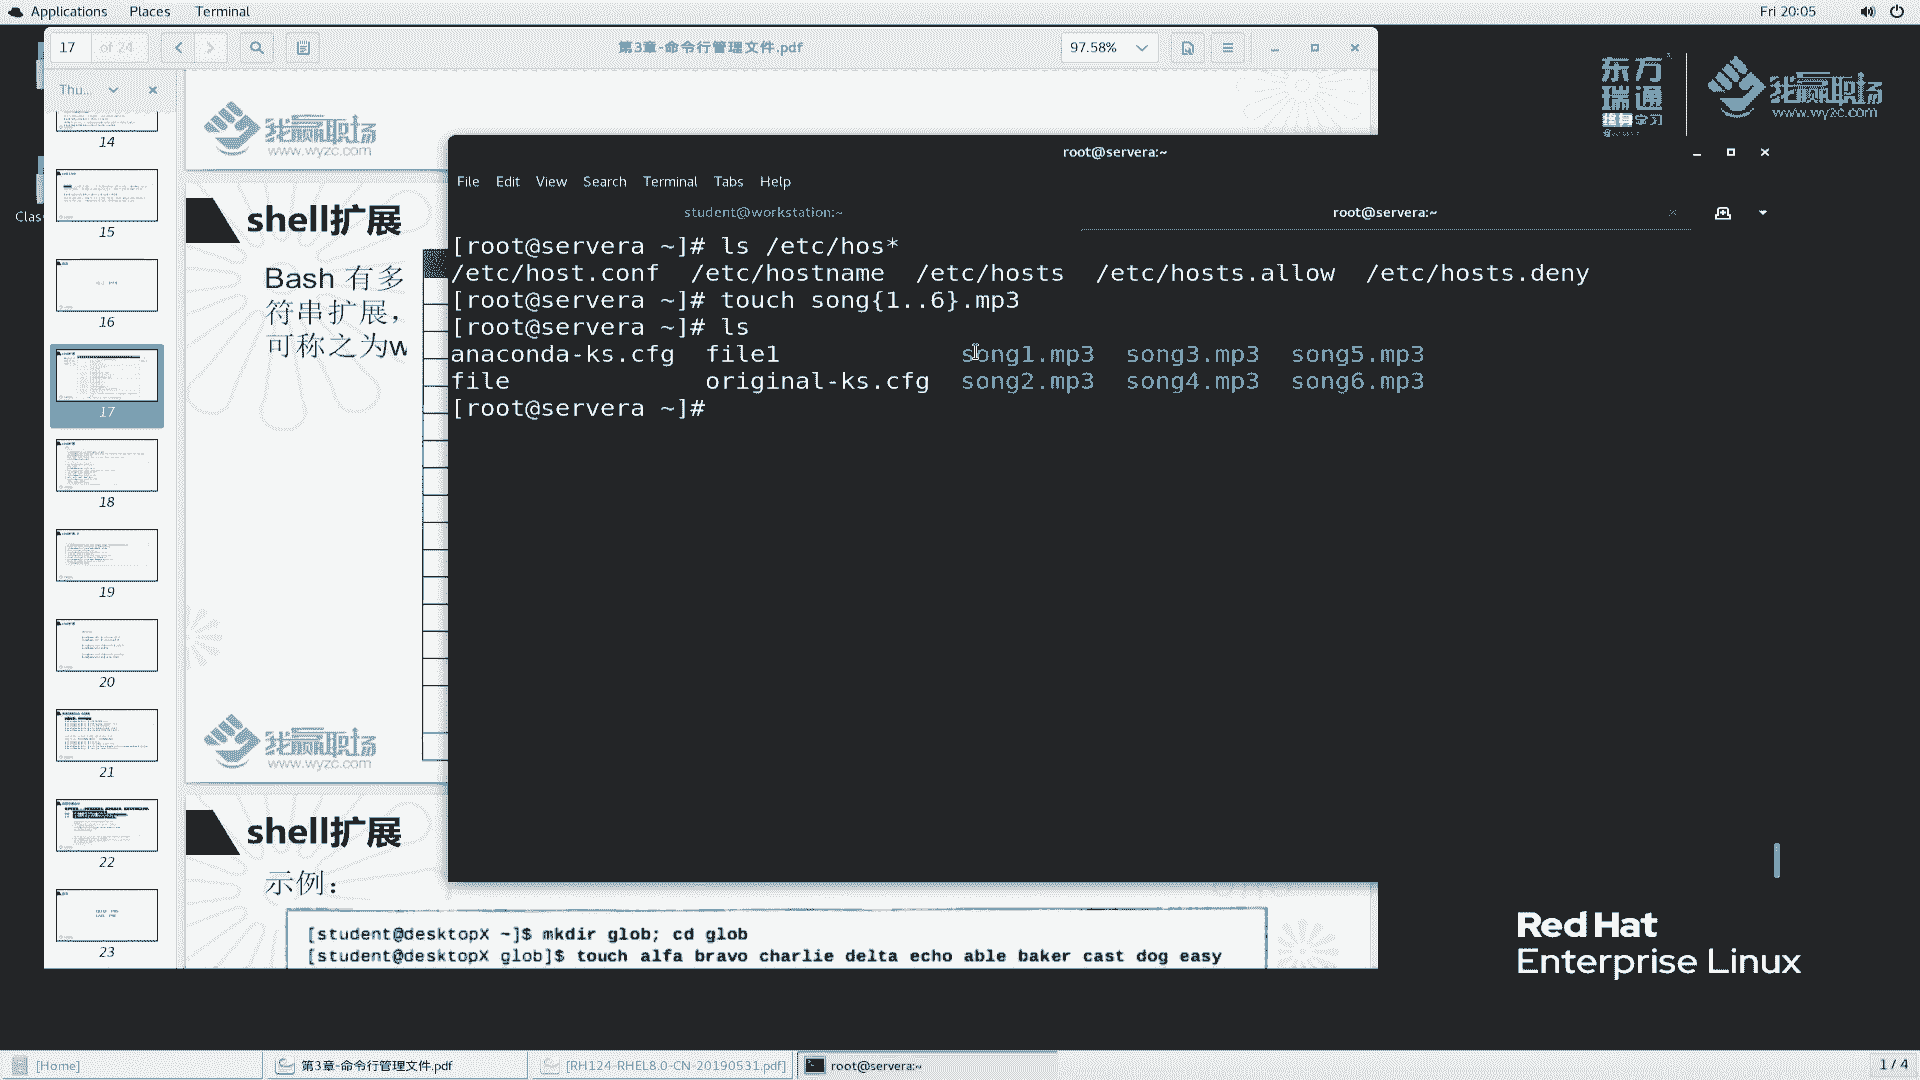 Applications Places Terminal Fri 20:05
17 of 24 第3章-命令行管理文件.pdf 97.58%
Thu...
14
15
16
17
18
19
20
21
22
23
我赢职场
www.wyzc.com
shell扩展
Bash 有多
符串扩展，
可称之为w
我赢职场
www.wyzc.com
shell扩展
示例：
[student@desktopX ~]$ mkdir glob; cd glob
[student@desktopX glob]$ touch alfa bravo charlie delta echo able baker cast dog easy
root@servera:~
File Edit View Search Terminal Tabs Help
student@workstation:~ root@servera:~
[root@servera ~]# ls /etc/hos*
/etc/host.conf /etc/hostname /etc/hosts /etc/hosts.allow /etc/hosts.deny
[root@servera ~]# touch song{1..6}.mp3
[root@servera ~]# ls
anaconda-ks.cfg file1 song1.mp3 song3.mp3 song5.mp3
file original-ks.cfg song2.mp3 song4.mp3 song6.mp3
[root@servera ~]#
东方
瑞通
终身学习
我赢职场
www.wyzc.com
Clas
Red Hat
Enterprise Linux
[Home] 第3章-命令行管理文件.pdf [RH124-RHEL8.0-CN-20190531.pdf] root@servera:~ 1 / 4